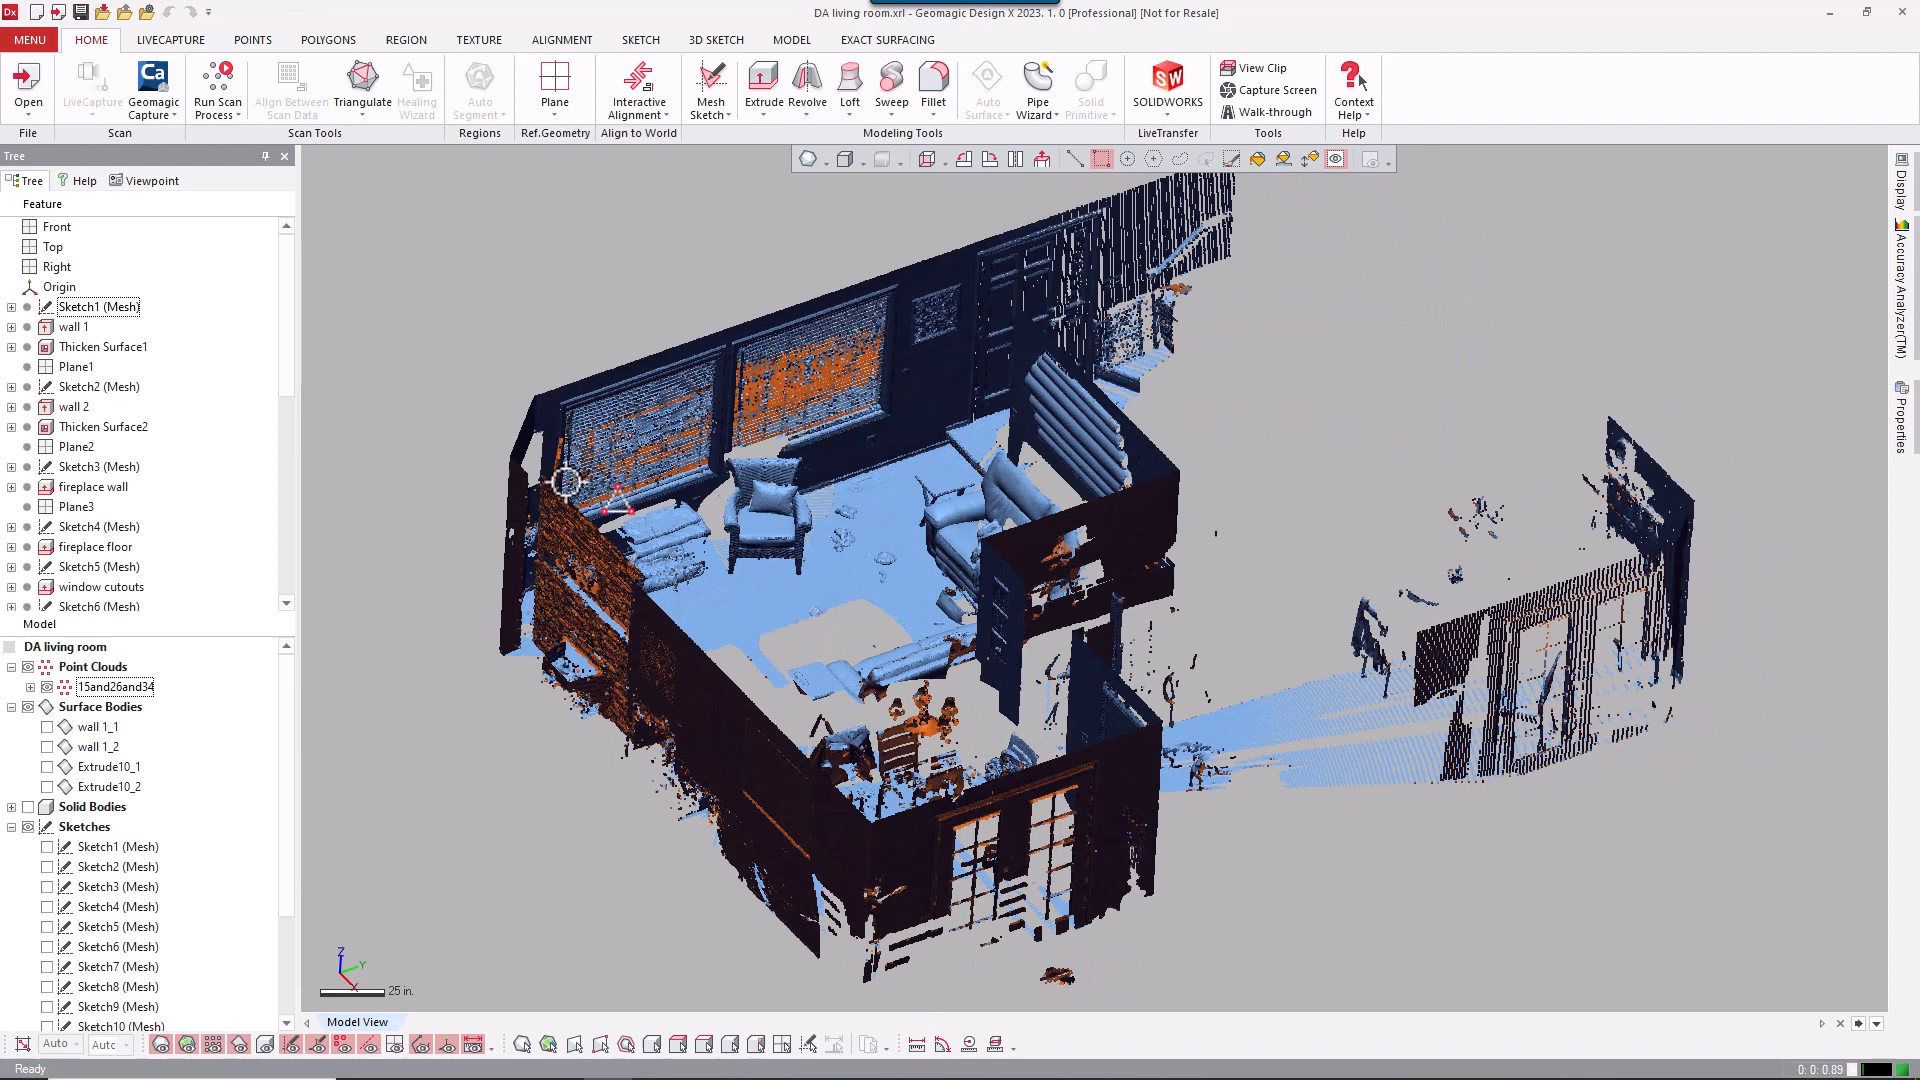 DA living room.xrl - Geomagic Design X 2023. 1. 0 [Professional] [Not for Resale]
MENU HOME LIVECAPTURE POINTS POLYGONS REGION TEXTURE ALIGNMENT SKETCH 3D SKETCH MODEL EXACT SURFACING
Open
LiveCapture
Geomagic Capture
Run Scan Process
Align Between Scan Data
Triangulate
Healing Wizard
Auto Segment
Plane
Interactive Alignment
Mesh Sketch
Extrude
Revolve
Loft
Sweep
Fillet
Auto Surface
Pipe Wizard
Solid Primitive
SOLIDWORKS
View Clip
Capture Screen
Walk-through
Context Help
File Scan Scan Tools Regions Ref.Geometry Align to World Modeling Tools LiveTransfer Tools Help
Tree
Tree Help Viewpoint
Feature
Front
Top
Right
Origin
Sketch1 (Mesh)
wall 1
Thicken Surface1
Plane1
Sketch2 (Mesh)
wall 2
Thicken Surface2
Plane2
Sketch3 (Mesh)
fireplace wall
Plane3
Sketch4 (Mesh)
fireplace floor
Sketch5 (Mesh)
window cutouts
Sketch6 (Mesh)
Model
DA living room
Point Clouds
15and26and34
Surface Bodies
wall 1_1
wall 1_2
Extrude10_1
Extrude10_2
Solid Bodies
Sketches
Sketch1 (Mesh)
Sketch2 (Mesh)
Sketch3 (Mesh)
Sketch4 (Mesh)
Sketch5 (Mesh)
Sketch6 (Mesh)
Sketch7 (Mesh)
Sketch8 (Mesh)
Sketch9 (Mesh)
Sketch10 (Mesh)
Z
Y
X
25 in.
Display
Accuracy Analyzer(TM)
Properties
Model View
Auto Autc
Ready
0: 0: 0.89